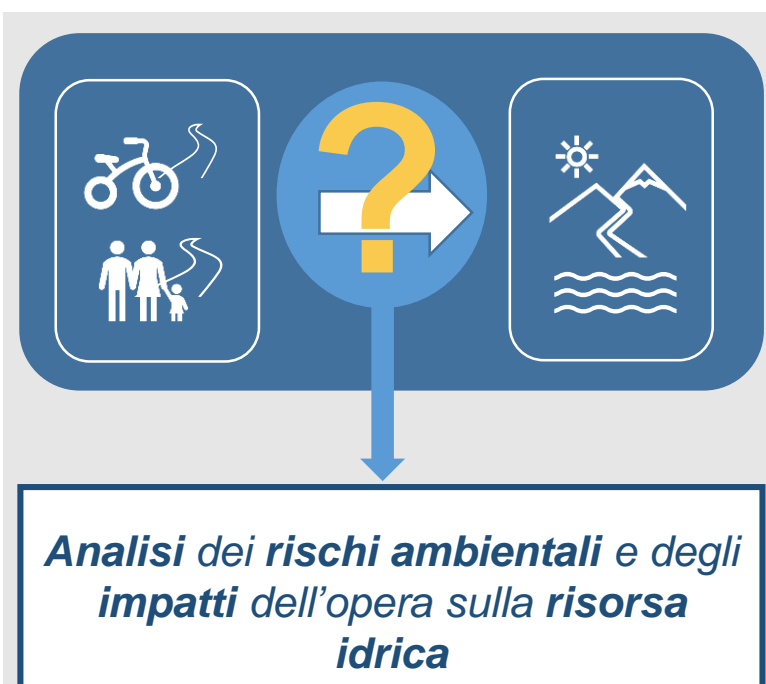 ?
Analisi dei rischi ambientali e degli
impatti dell’opera sulla risorsa
idrica